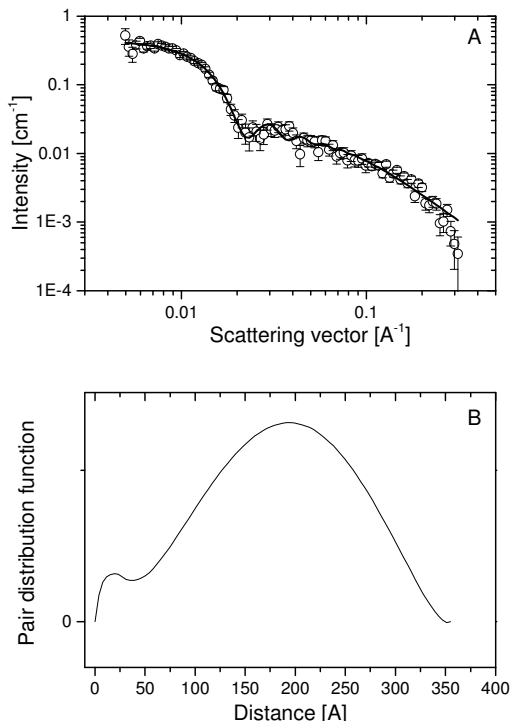 A
1
0.1
0.01
1E-3
1E-4
Intensity [cm⁻¹]
0.01 0.1
Scattering vector [A⁻¹]
B
Pair distribution function
0
0 50 100 150 200 250 300 350 400
Distance [A]